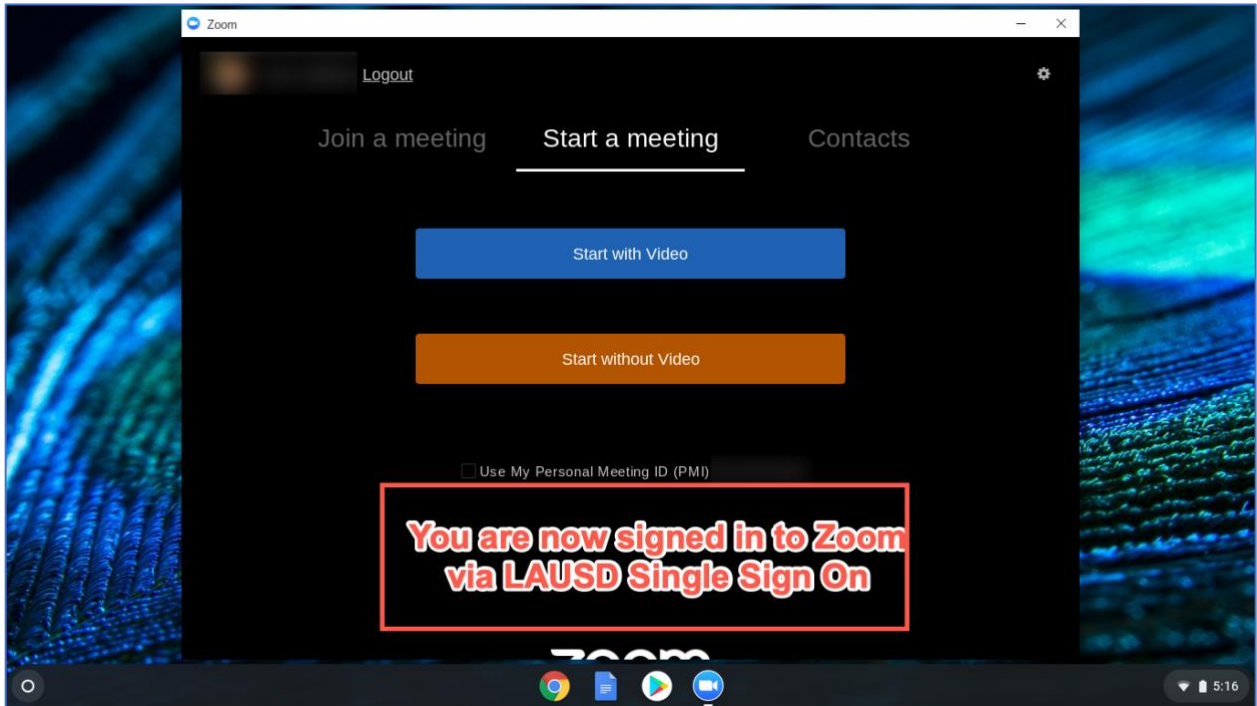 Zoom
Logout
Join a meeting Start a meeting Contacts
Start with Video
Start without Video
Use My Personal Meeting ID (PMI)
You are now signed in to Zoom
via LAUSD Single Sign On
zoom
5:16